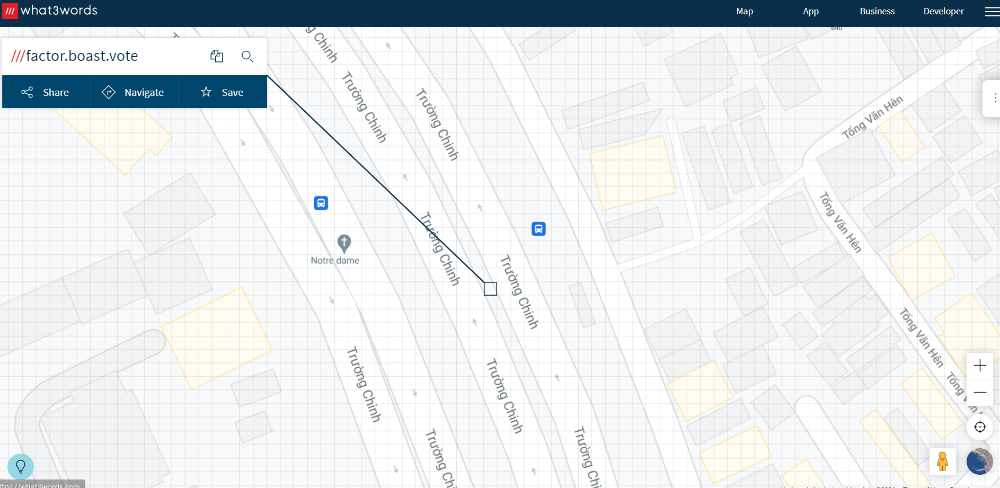 what3words
Map
App
Business
Developer
640
///factor.boast.vote
Share
Navigate
Save
Chinh
Trường Chinh
Trường Chinh
Tống Văn Hên
Tống Văn Hên
Trường Chinh
Notre dame
Trường Chinh
Tống Văn Hên
Trường Chinh
Trường Chinh
Tống
Trường Chi
Trường Chi
https://what3words.com